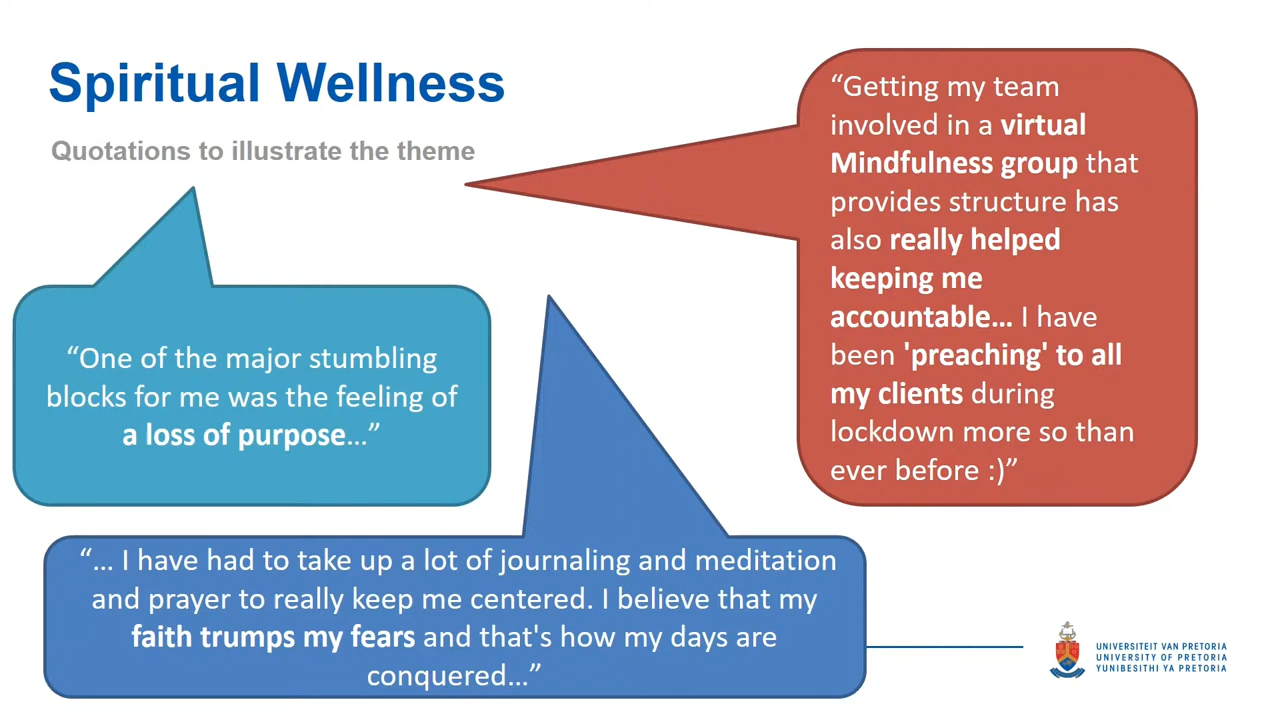 Spiritual Wellness
Quotations to illustrate the theme
“Getting my team
involved in a virtual
Mindfulness group that
provides structure has
also really helped
keeping me
accountable… I have
been 'preaching' to all
my clients during
lockdown more so than
ever before :)”
“One of the major stumbling
blocks for me was the feeling of
a loss of purpose…”
“… I have had to take up a lot of journaling and meditation
and prayer to really keep me centered. I believe that my
faith trumps my fears and that's how my days are
conquered…”
UNIVERSITEIT VAN PRETORIA
UNIVERSITY OF PRETORIA
YUNIBESITHI YA PRETORIA